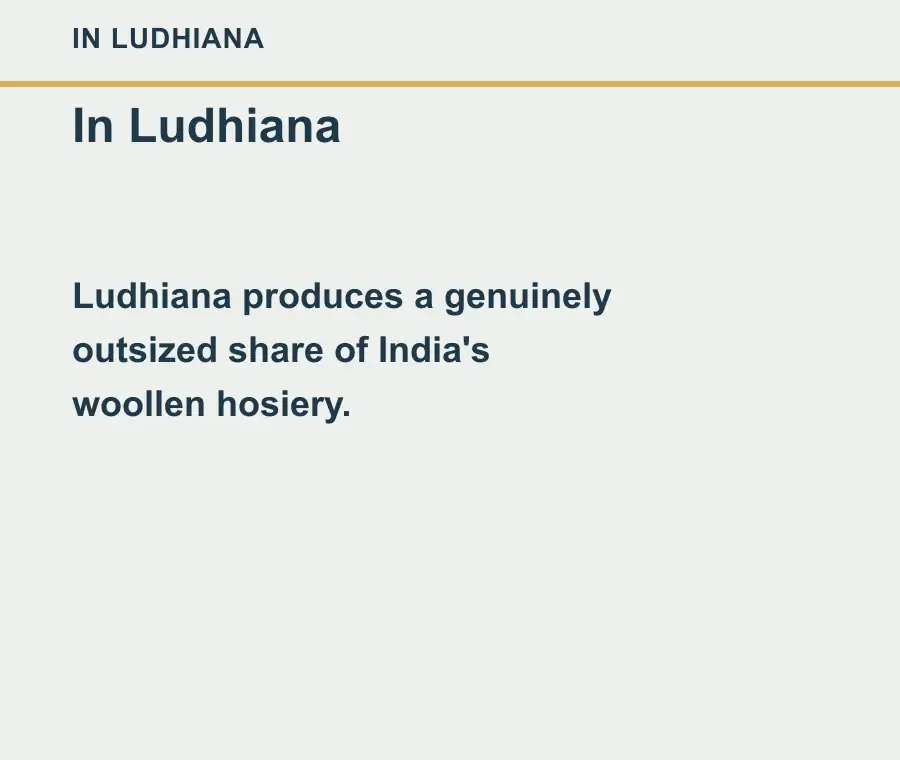 IN LUDHIANA
In Ludhiana
Ludhiana produces a genuinely
outsized share of India's
woollen hosiery.